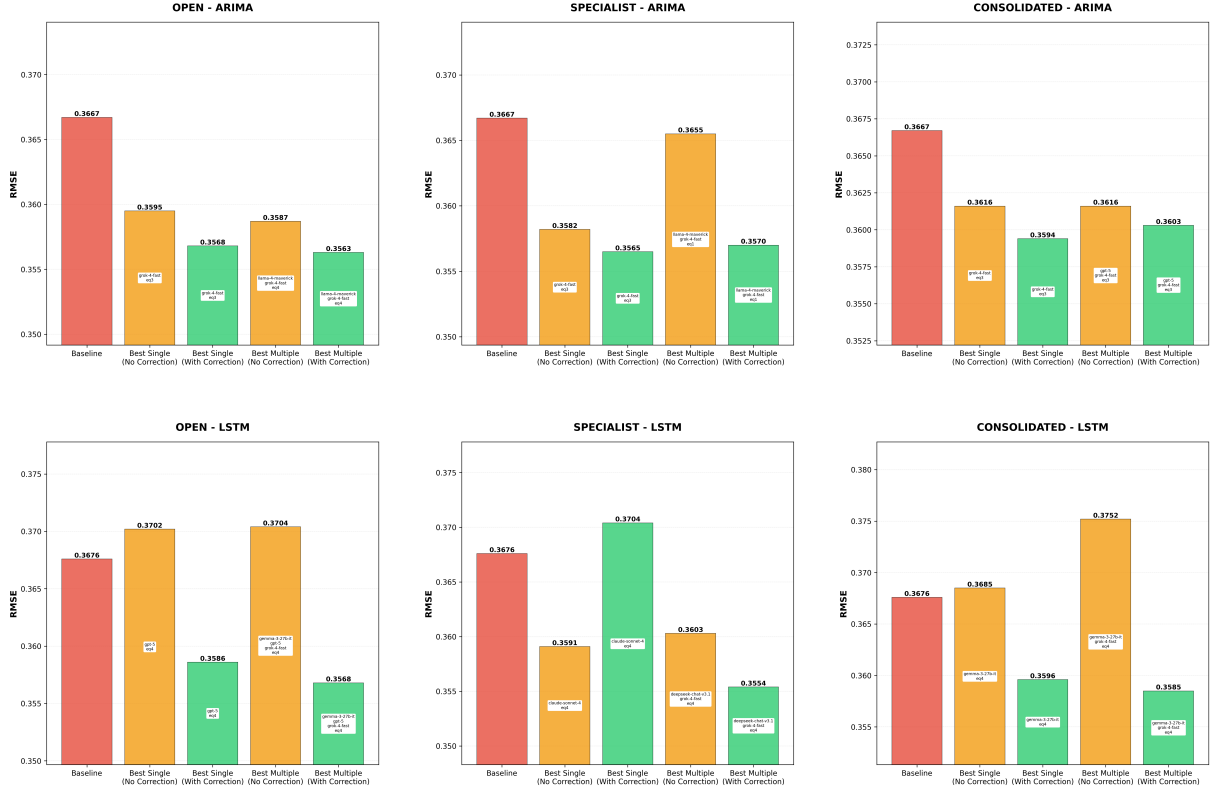 OPEN - ARIMA
RMSE
0.370
0.365
0.360
0.355
0.350
0.3667
0.3595
0.3568
0.3587
0.3563
grok-4-fast
eq3
grok-4-fast
eq3
llama-4-maverick
grok-4-fast
eq4
llama-4-maverick
grok-4-fast
eq4
Baseline
Best Single
(No Correction)
Best Single
(With Correction)
Best Multiple
(No Correction)
Best Multiple
(With Correction)
SPECIALIST - ARIMA
RMSE
0.370
0.365
0.360
0.355
0.350
0.3667
0.3582
0.3565
0.3655
0.3570
grok-4-fast
eq3
grok-4-fast
eq3
llama-4-maverick
grok-4-fast
eq1
llama-4-maverick
grok-4-fast
eq1
Baseline
Best Single
(No Correction)
Best Single
(With Correction)
Best Multiple
(No Correction)
Best Multiple
(With Correction)
CONSOLIDATED - ARIMA
RMSE
0.3725
0.3700
0.3675
0.3650
0.3625
0.3600
0.3575
0.3550
0.3525
0.3667
0.3616
0.3594
0.3616
0.3603
grok-4-fast
eq3
grok-4-fast
eq3
gpt-5
grok-4-fast
eq3
gpt-5
grok-4-fast
eq3
Baseline
Best Single
(No Correction)
Best Single
(With Correction)
Best Multiple
(No Correction)
Best Multiple
(With Correction)
OPEN - LSTM
RMSE
0.375
0.370
0.365
0.360
0.355
0.350
0.3676
0.3702
0.3586
0.3704
0.3568
gpt-5
eq4
gpt-5
eq4
gemma-3-27b-it
gpt-5
grok-4-fast
eq4
gemma-3-27b-it
gpt-5
grok-4-fast
eq4
Baseline
Best Single
(No Correction)
Best Single
(With Correction)
Best Multiple
(No Correction)
Best Multiple
(With Correction)
SPECIALIST - LSTM
RMSE
0.375
0.370
0.365
0.360
0.355
0.350
0.3676
0.3591
0.3704
0.3603
0.3554
claude-sonnet-4
eq4
claude-sonnet-4
eq4
deepseek-chat-v3.1
grok-4-fast
eq4
deepseek-chat-v3.1
grok-4-fast
eq4
Baseline
Best Single
(No Correction)
Best Single
(With Correction)
Best Multiple
(No Correction)
Best Multiple
(With Correction)
CONSOLIDATED - LSTM
RMSE
0.380
0.375
0.370
0.365
0.360
0.355
0.3676
0.3685
0.3596
0.3752
0.3585
gemma-3-27b-it
eq4
gemma-3-27b-it
eq4
gemma-3-27b-it
grok-4-fast
eq4
gemma-3-27b-it
grok-4-fast
eq4
Baseline
Best Single
(No Correction)
Best Single
(With Correction)
Best Multiple
(No Correction)
Best Multiple
(With Correction)